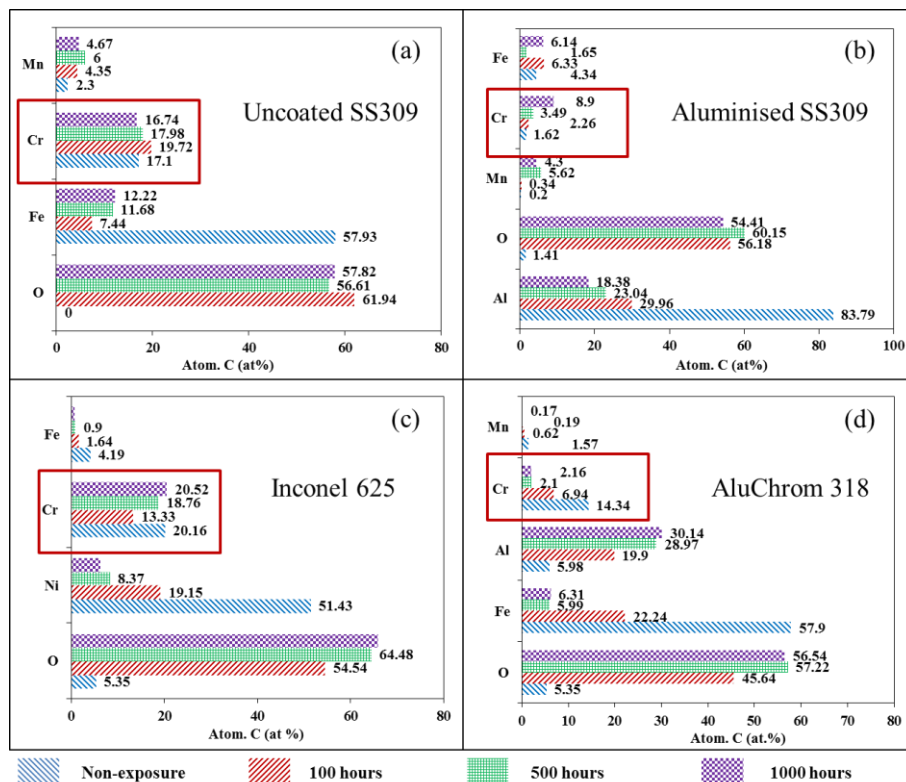 (a)
Uncoated SS309
Mn
4.67
6
4.35
2.3
Cr
16.74
17.98
19.72
17.1
Fe
12.22
11.68
7.44
57.93
O
57.82
56.61
61.94
0
0 20 40 60 80
Atom. C (at%)
(b)
Aluminised SS309
Fe
6.14
1.65
6.33
4.34
Cr
8.9
3.49
2.26
1.62
Mn
4.3
5.62
0.34
0.2
O
54.41
60.15
56.18
1.41
Al
18.38
23.04
29.96
83.79
0 20 40 60 80 100
Atom. C (at%)
(c)
Inconel 625
Fe
0.9
1.64
4.19
Cr
20.52
18.76
13.33
20.16
Ni
8.37
19.15
51.43
O
64.48
54.54
5.35
0 20 40 60 80
Atom. C (at %)
(d)
AluChrom 318
Mn
0.17
0.19
0.62
1.57
Cr
2.16
2.1
6.94
14.34
Al
30.14
28.97
19.9
5.98
Fe
6.31
5.99
22.24
57.9
O
56.54
57.22
45.64
5.35
0 10 20 30 40 50 60 70 80
Atom. C (at.%)
Non-exposure 100 hours 500 hours 1000 hours